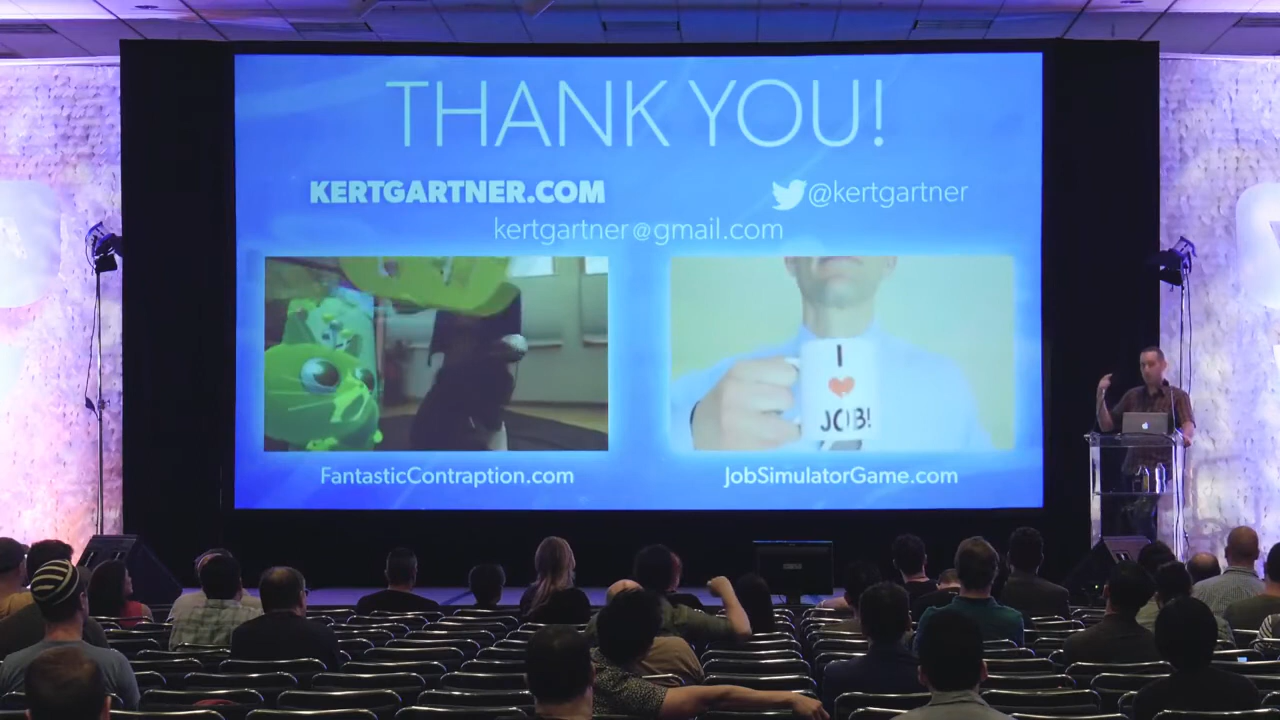 THANK YOU!
KERTGARTNER.COM
@kertgartner
kertgartner@gmail.com
I
JOB!
FantasticContraption.com
JobSimulatorGame.com